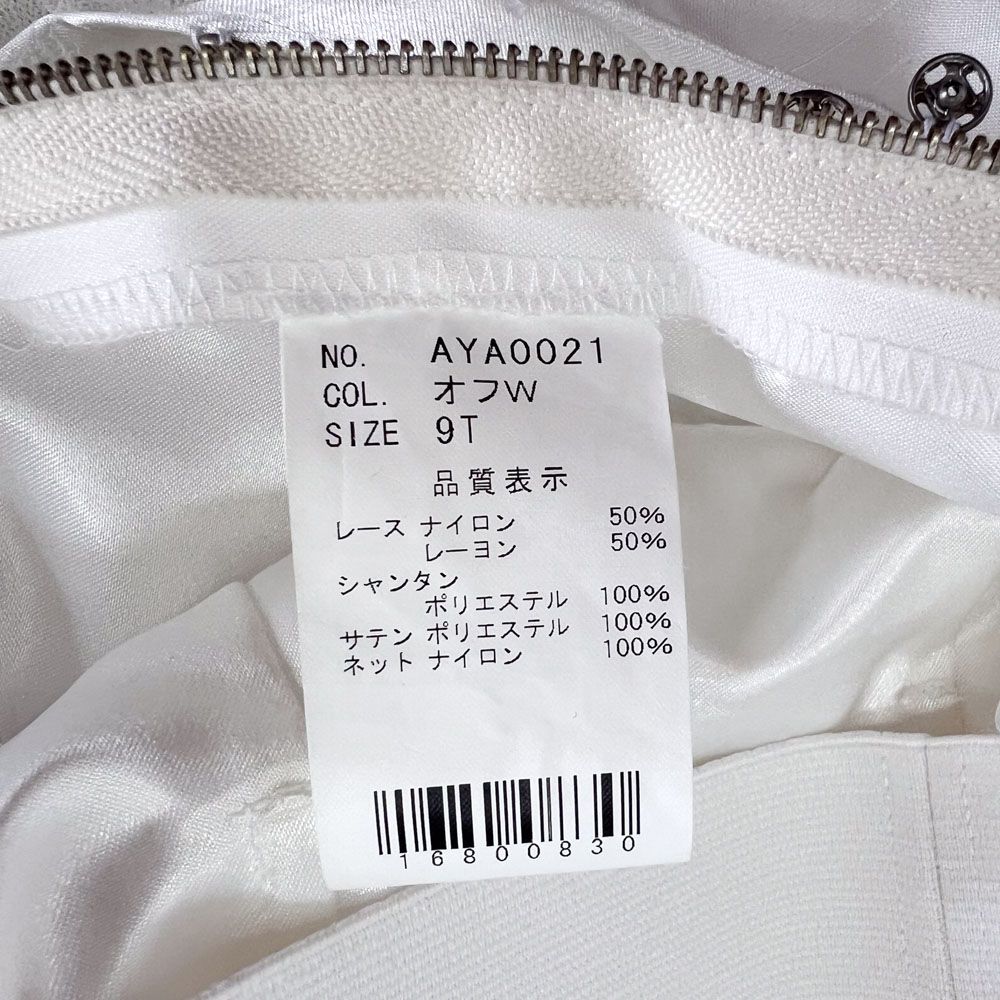 NO. AYA0021
COL. オフW
SIZE 9T
品質表示
レース ナイロン 50%
レーヨン 50%
シャンタン
ポリエステル 100%
サテン ポリエステル 100%
ネット ナイロン 100%
16800830